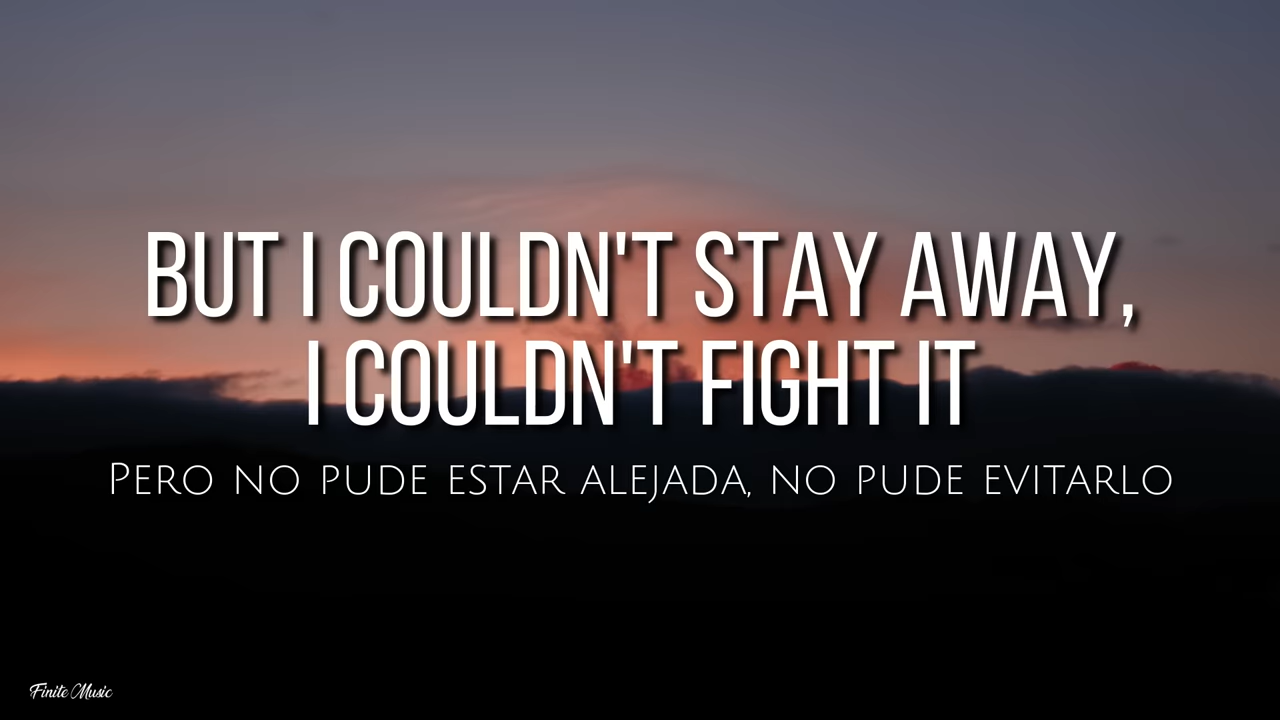 BUT I COULDN'T STAY AWAY,
I COULDN'T FIGHT IT
PERO NO PUDE ESTAR ALEJADA, NO PUDE EVITARLO
Finite Music